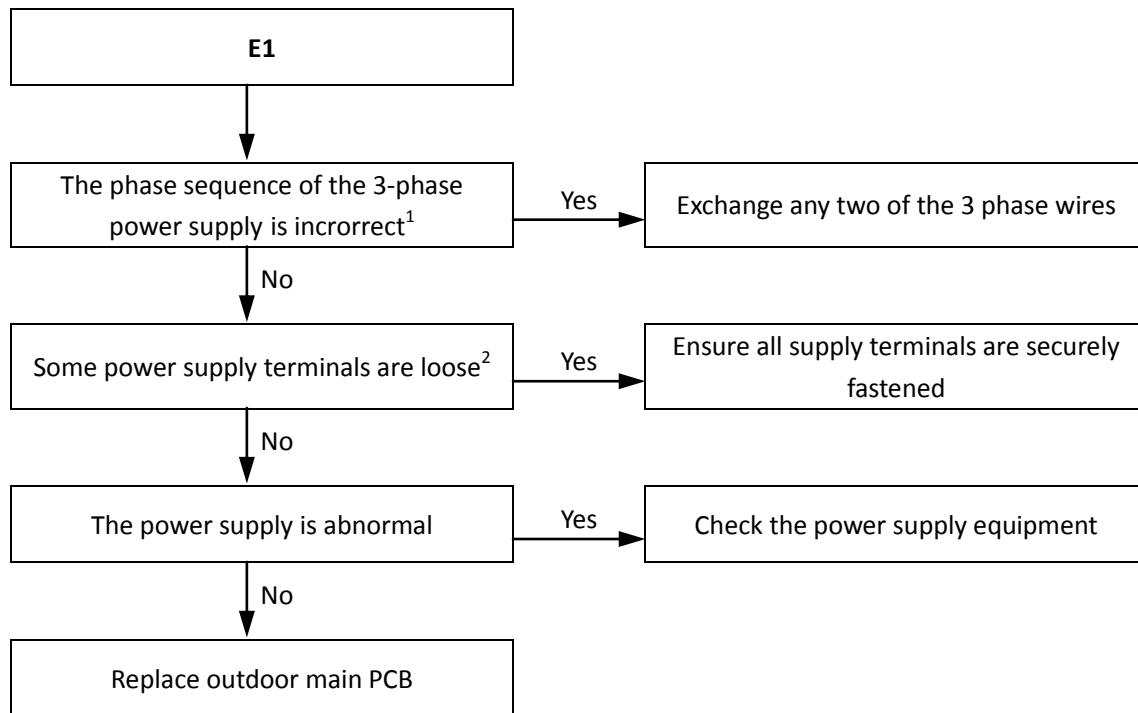 E1
The phase sequence of the 3-phase
power supply is incrorrect1
Yes
Exchange any two of the 3 phase wires
No
Some power supply terminals are loose2
Yes
Ensure all supply terminals are securely
fastened
No
The power supply is abnormal
Yes
Check the power supply equipment
No
Replace outdoor main PCB